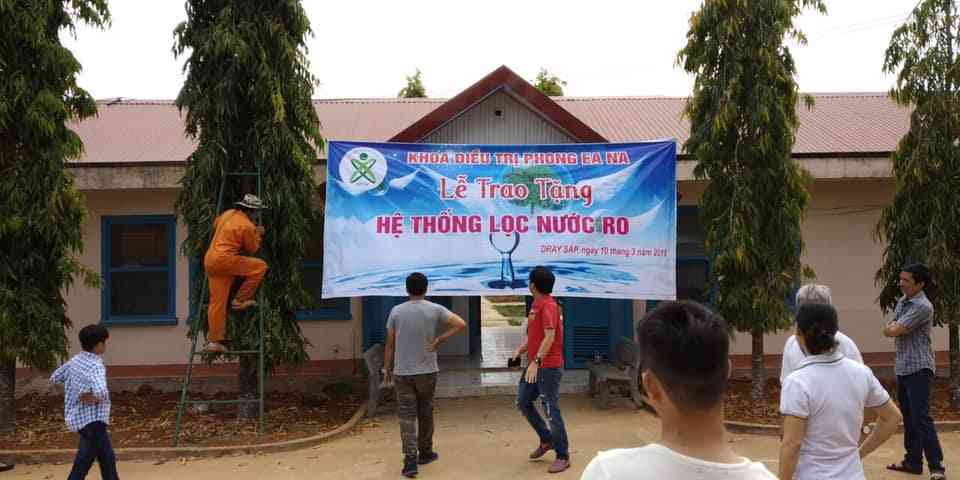 KHOA ĐIỀU TRỊ PHONG EA NA
Lễ Trao Tặng
HỆ THỐNG LỌC NƯỚC RO
DRAY SÁP, ngày 10 tháng 3 năm 2019